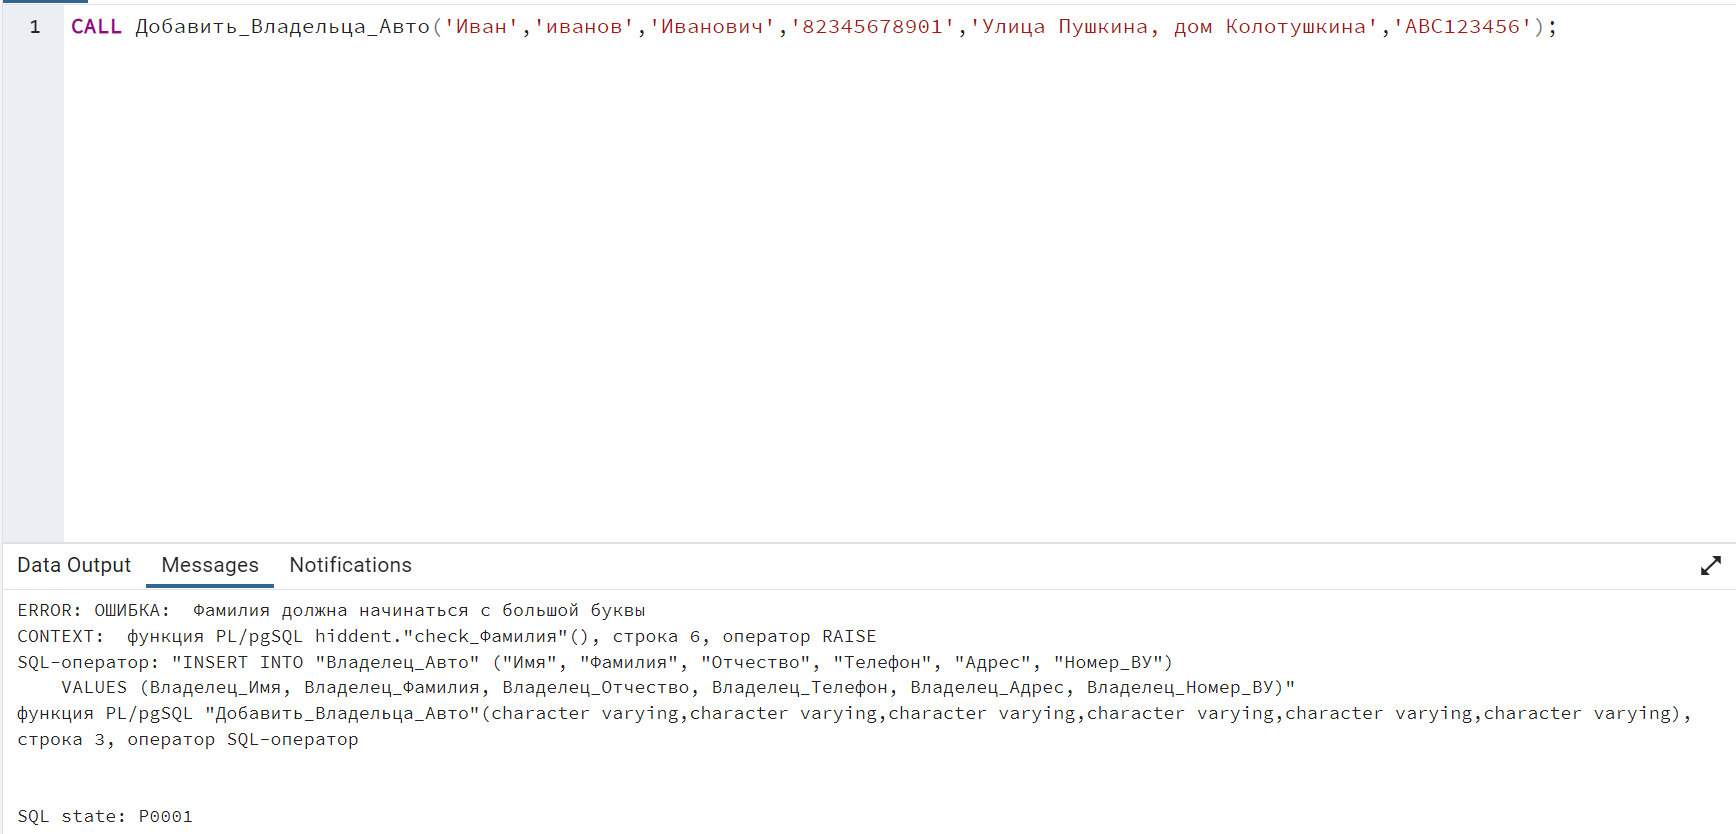 1 CALL Добавить_Владельца_Авто('Иван','иванов','Иванович','82345678901','Улица Пушкина, дом Колотушкина','ABC123456');
Data Output Messages Notifications
ERROR: ОШИБКА:  Фамилия должна начинаться с большой буквы
CONTEXT:  функция PL/pgSQL hiddent."check_Фамилия"(), строка 6, оператор RAISE
SQL-оператор: "INSERT INTO "Владелец_Авто" ("Имя", "Фамилия", "Отчество", "Телефон", "Адрес", "Номер_ВУ")
    VALUES (Владелец_Имя, Владелец_Фамилия, Владелец_Отчество, Владелец_Телефон, Владелец_Адрес, Владелец_Номер_ВУ)"
функция PL/pgSQL "Добавить_Владельца_Авто"(character varying,character varying,character varying,character varying,character varying,character varying),
строка 3, оператор SQL-оператор
SQL state: P0001